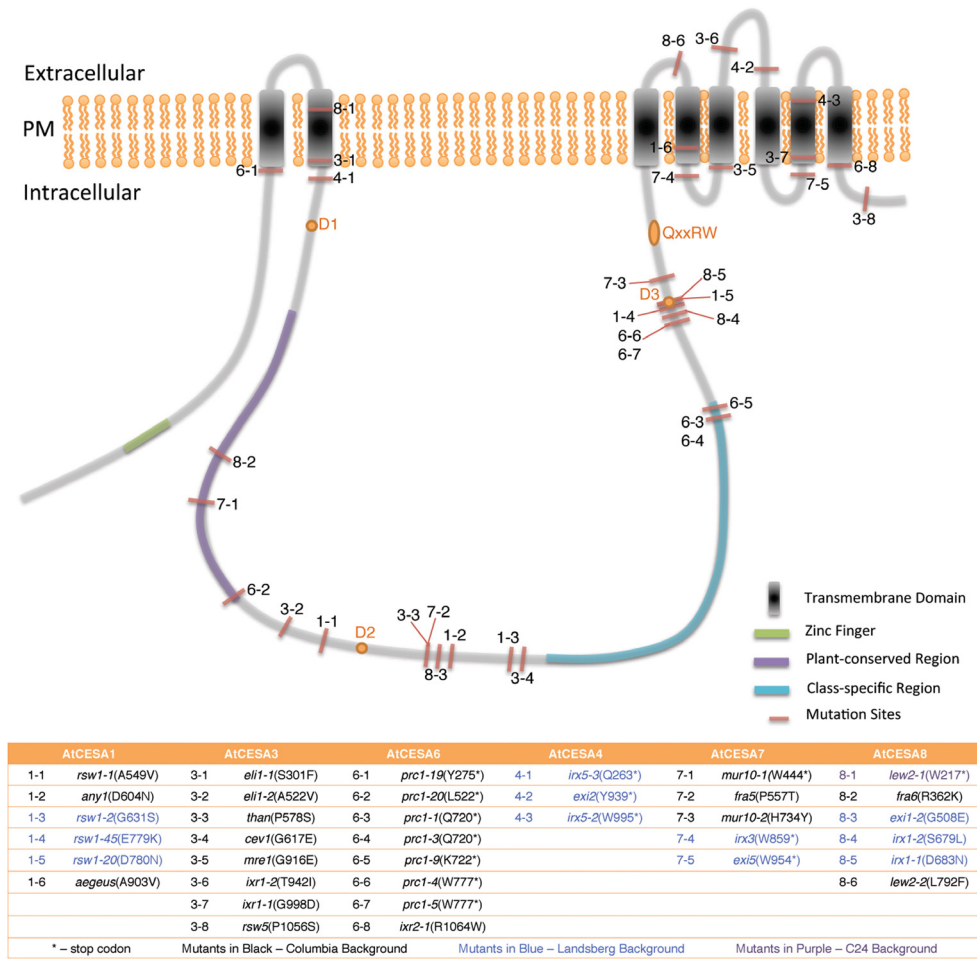 Extracellular
PM
Intracellular
8-6
3-6
4-2
8-1
4-3
3-1
1-6
3-7
6-1
4-1
7-4
3-5
7-5
6-8
3-8
D1
QxxRW
7-3
8-5
D3
1-5
1-4
8-4
6-6
6-7
6-5
6-3
6-4
8-2
7-1
6-2
3-2
1-1
D2
3-3
7-2
1-2
8-3
1-3
3-4
Transmembrane Domain
Zinc Finger
Plant-conserved Region
Class-specific Region
Mutation Sites
AtCESA1 AtCESA3 AtCESA6 AtCESA4 AtCESA7 AtCESA8
1-1 rsw1-1(A549V) 3-1 eli1-1(S301F) 6-1 prc1-19(Y275*) 4-1 irx5-3(Q263*) 7-1 mur10-1(W444*) 8-1 lew2-1(W217*)
1-2 any1(D604N) 3-2 eli1-2(A522V) 6-2 prc1-20(L522*) 4-2 exi2(Y939*) 7-2 fra5(P557T) 8-2 fra6(R362K)
1-3 rsw1-2(G631S) 3-3 than(P578S) 6-3 prc1-1(Q720*) 4-3 irx5-2(W995*) 7-3 mur10-2(H734Y) 8-3 exi1-2(G508E)
1-4 rsw1-45(E779K) 3-4 cev1(G617E) 6-4 prc1-3(Q720*) 7-4 irx3(W859*) 8-4 irx1-2(S679L)
1-5 rsw1-20(D780N) 3-5 mre1(G916E) 6-5 prc1-9(K722*) 7-5 exi5(W954*) 8-5 irx1-1(D683N)
1-6 aegeus(A903V) 3-6 ixr1-2(T942I) 6-6 prc1-4(W777*) 8-6 lew2-2(L792F)
3-7 ixr1-1(G998D) 6-7 prc1-5(W777*)
3-8 rsw5(P1056S) 6-8 ixr2-1(R1064W)
* – stop codon Mutants in Black – Columbia Background Mutants in Blue – Landsberg Background Mutants in Purple – C24 Background